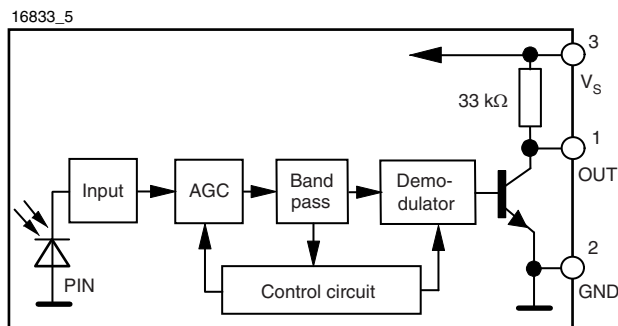 16833_5
3
V_S
33 kΩ
1
OUT
Input
AGC
Band
pass
Demo-
dulator
2
GND
PIN
Control circuit